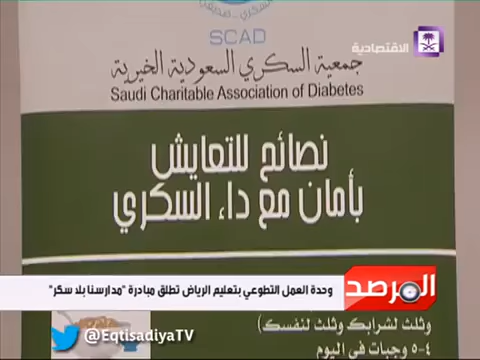 السكري .. صديقي
SCAD
الاقتصادية
جمعية السكري السعودية الخيرية
Saudi Charitable Association of Diabetes
نصائح للتعايش
بأمان مع داء السكري
المرصد
وحدة العمل التطوعي بتعليم الرياض تطلق مبادرة "مدارسنا بلا سكر"
وثلث لشرابك وثلث لنفسك)
٤-٥ وجبات في اليوم
@EqtisadiyaTV